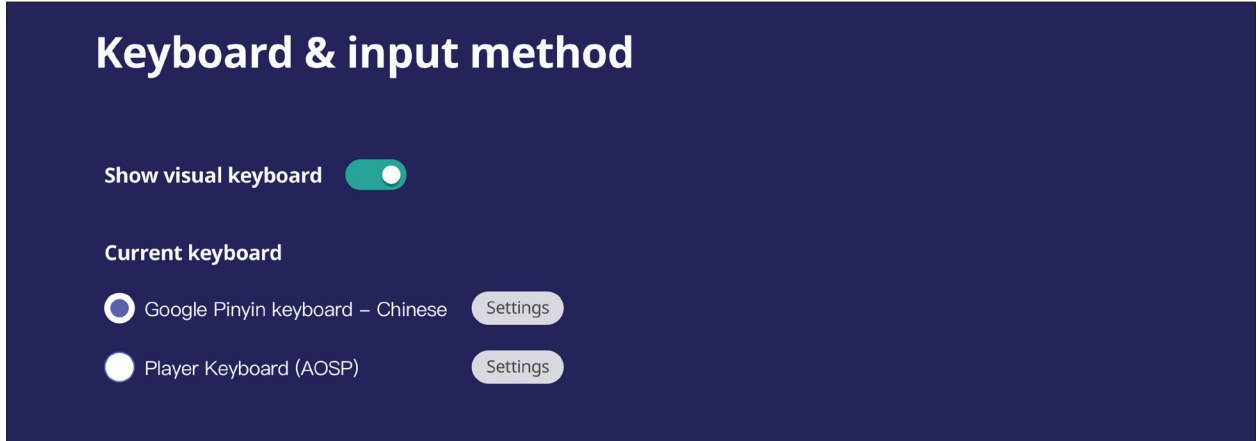 Keyboard & input method
Show visual keyboard
Current keyboard
Google Pinyin keyboard – Chinese Settings
Player Keyboard (AOSP) Settings